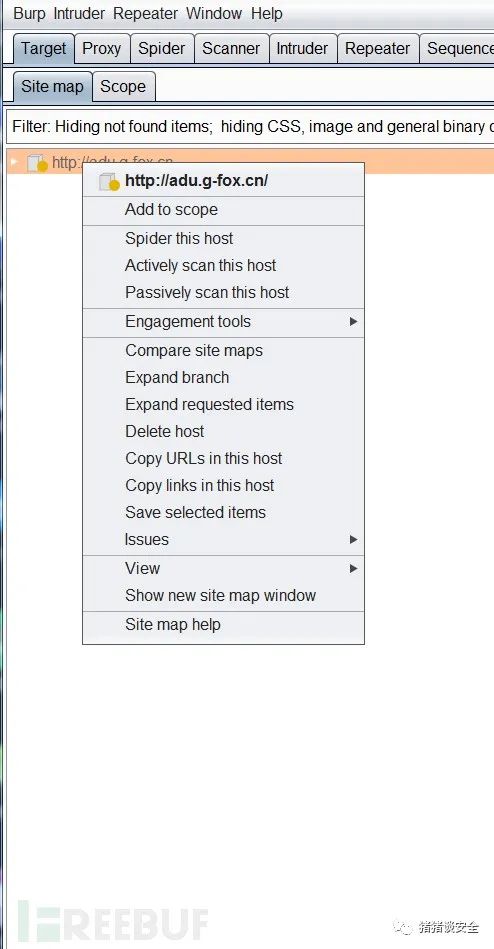 Burp Intruder Repeater Window Help
Target Proxy Spider Scanner Intruder Repeater Sequence
Site map Scope
Filter: Hiding not found items; hiding CSS, image and general binary c
http://adu.g-fox.cn
http://adu.g-fox.cn/
Add to scope
Spider this host
Actively scan this host
Passively scan this host
Engagement tools
Compare site maps
Expand branch
Expand requested items
Delete host
Copy URLs in this host
Copy links in this host
Save selected items
Issues
View
Show new site map window
Site map help
FREEBUF
猪猪谈安全